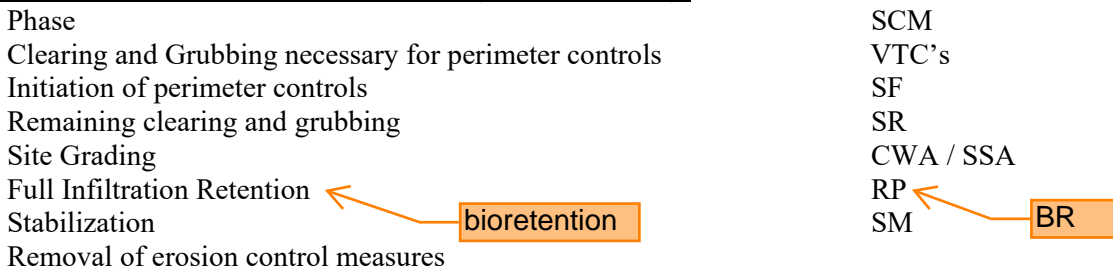 Phase SCM
Clearing and Grubbing necessary for perimeter controls VTC’s
Initiation of perimeter controls SF
Remaining clearing and grubbing SR
Site Grading CWA / SSA
Full Infiltration Retention RP
Stabilization bioretention SM BR
Removal of erosion control measures